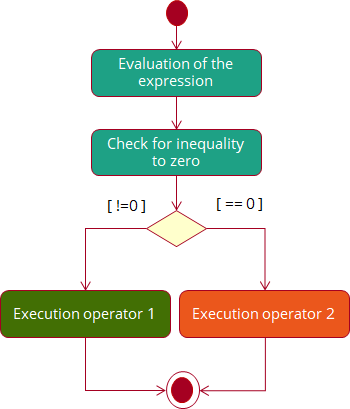 Evaluation of the
expression
Check for inequality
to zero
[ !=0 ]
[ == 0 ]
Execution operator 1
Execution operator 2